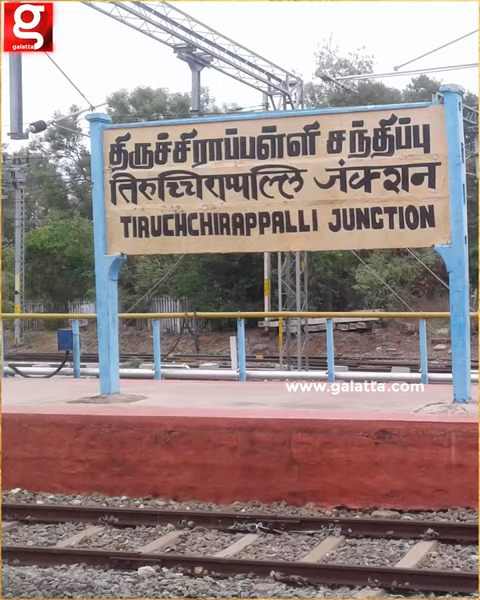 g
galatta
திருச்சிராப்பள்ளி சந்திப்பு
तिरुच्चिराप्पल्लि जंक्शन
TIRUCHCHIRAPPALLI JUNCTION
www.galatta.com